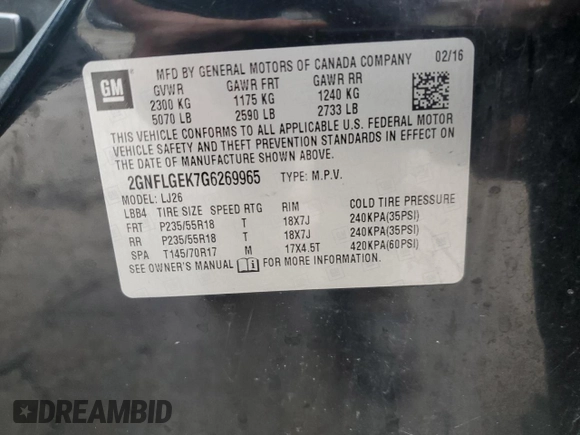 GM
MFD BY GENERAL MOTORS OF CANADA COMPANY 02/16
GVWR GAWR FRT GAWR RR
2300 KG 1175 KG 1240 KG
5070 LB 2590 LB 2733 LB
THIS VEHICLE CONFORMS TO ALL APPLICABLE U.S. FEDERAL MOTOR
VEHICLE SAFETY AND THEFT PREVENTION STANDARDS IN EFFECT ON
THE DATE OF MANUFACTURE SHOWN ABOVE.
2GNFLGEK7G6269965 TYPE: M.P.V.
MODEL: LJ26
LBB4 TIRE SIZE SPEED RTG RIM COLD TIRE PRESSURE
FRT P235/55R18 T 18X7J 240KPA(35PSI)
RR P235/55R18 T 18X7J 240KPA(35PSI)
SPA T145/70R17 M 17X4.5T 420KPA(60PSI)
SEE OWNER'S MANUAL FOR MORE INFORMATION.
DREAMBID